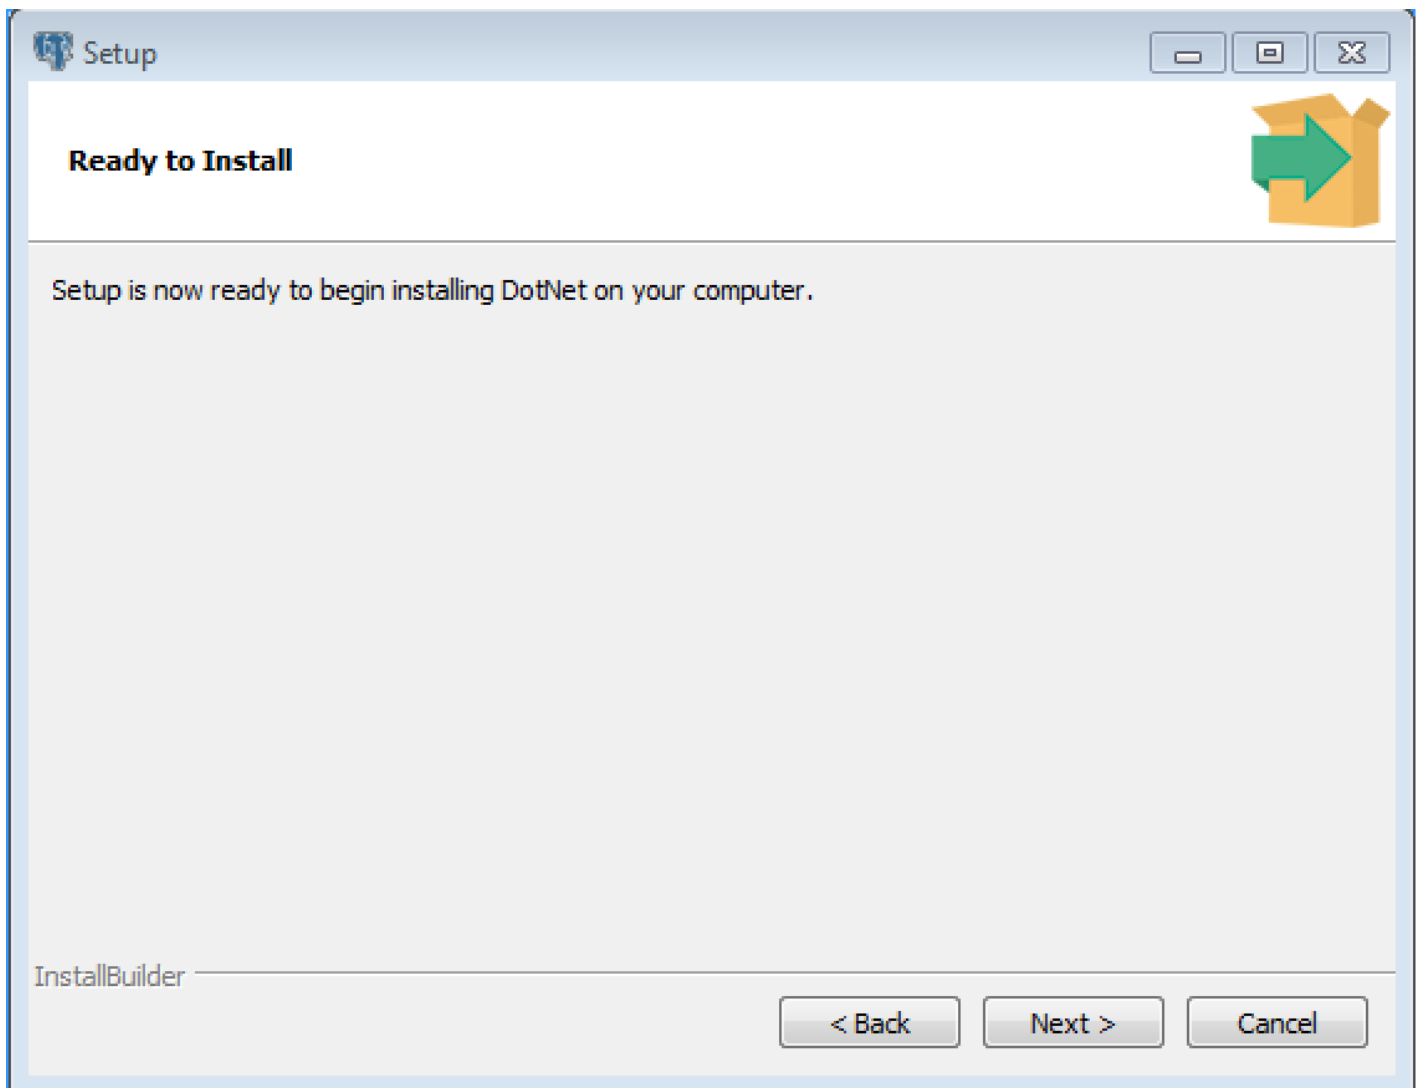 Setup
Ready to Install
Setup is now ready to begin installing DotNet on your computer.
InstallBuilder
< Back
Next >
Cancel